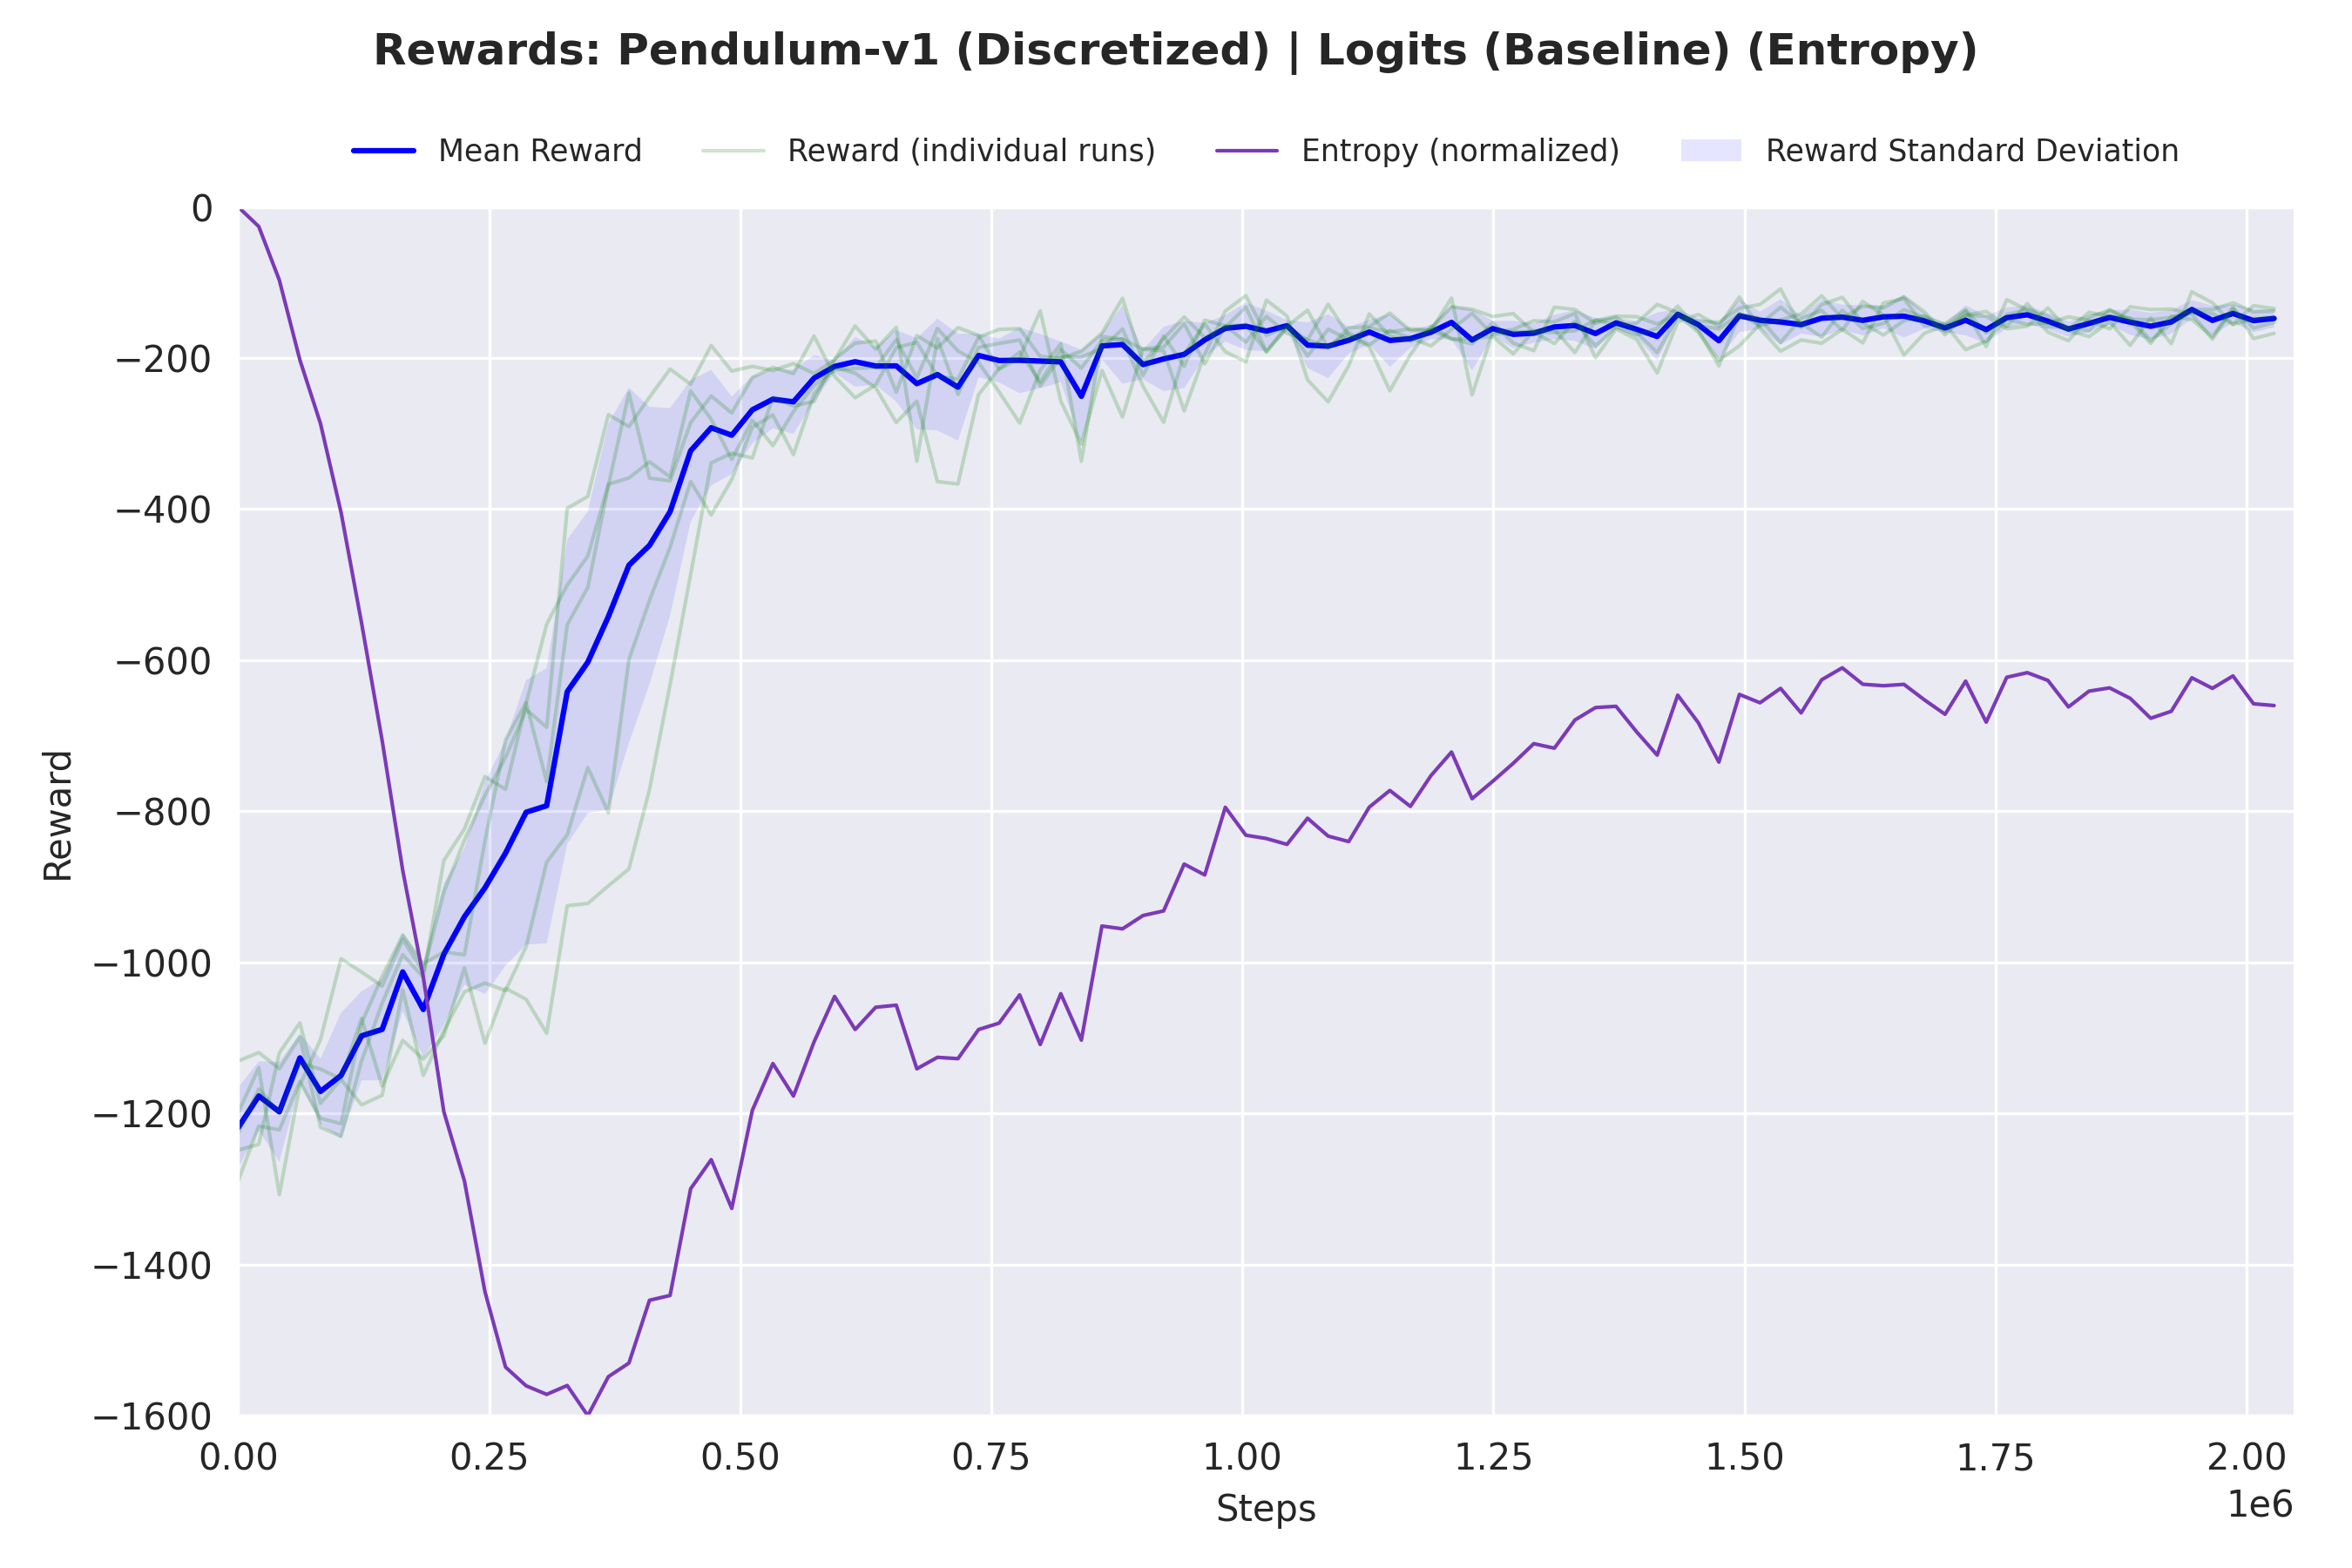 Rewards: Pendulum-v1 (Discretized) | Logits (Baseline) (Entropy)
Mean Reward
Reward (individual runs)
Entropy (normalized)
Reward Standard Deviation
0
−200
−400
−600
−800
−1000
−1200
−1400
−1600
Reward
0.00
0.25
0.50
0.75
1.00
1.25
1.50
1.75
2.00
Steps
1e6